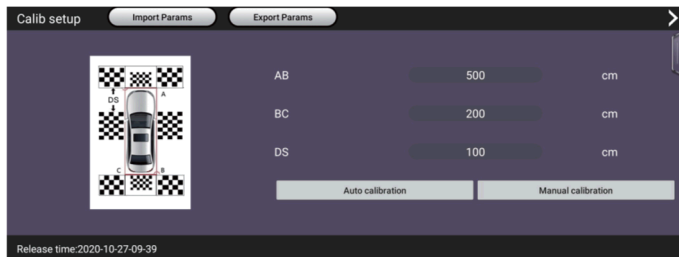 Calib setup Import Params Export Params
AB 500 cm
DS A
BC 200 cm
DS 100 cm
C B
Auto calibration Manual calibration
Release time:2020-10-27-09-39